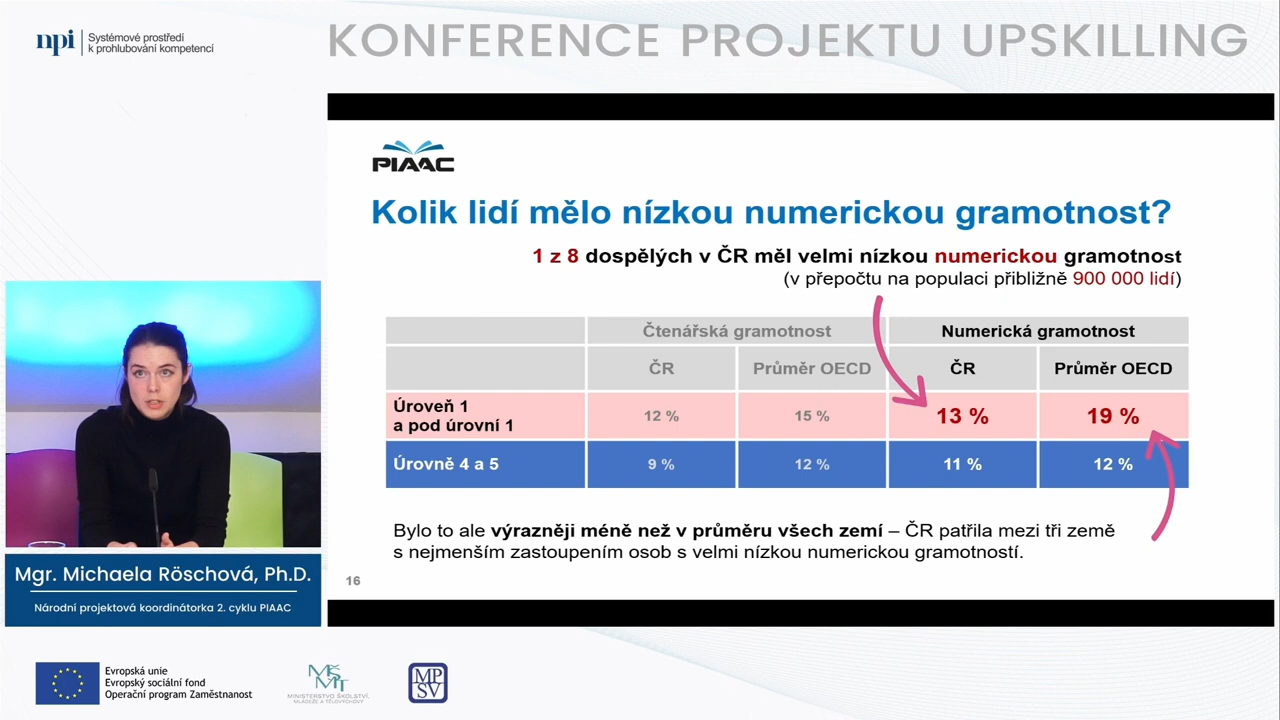 npi
Systémové prostředí
k prohlubování kompetencí
KONFERENCE PROJEKTU UPSKILLING
PIAAC
Kolik lidí mělo nízkou numerickou gramotnost?
1 z 8 dospělých v ČR měl velmi nízkou numerickou gramotnost
(v přepočtu na populaci přibližně 900 000 lidí)
Čtenářská gramotnost Numerická gramotnost
ČR Průměr OECD ČR Průměr OECD
Úroveň 1
a pod úrovní 1 12 % 15 % 13 % 19 %
Úrovně 4 a 5 9 % 12 % 11 % 12 %
Bylo to ale výrazněji méně než v průměru všech zemí – ČR patřila mezi tři země
s nejmenším zastoupením osob s velmi nízkou numerickou gramotností.
16
Mgr. Michaela Röschová, Ph.D.
Národní projektová koordinátorka 2. cyklu PIAAC
Evropská unie
Evropský sociální fond
Operační program Zaměstnanost
MŠMT
MINISTERSTVO ŠKOLSTVÍ,
MLÁDEŽE A TĚLOVÝCHOVY
MP
SV